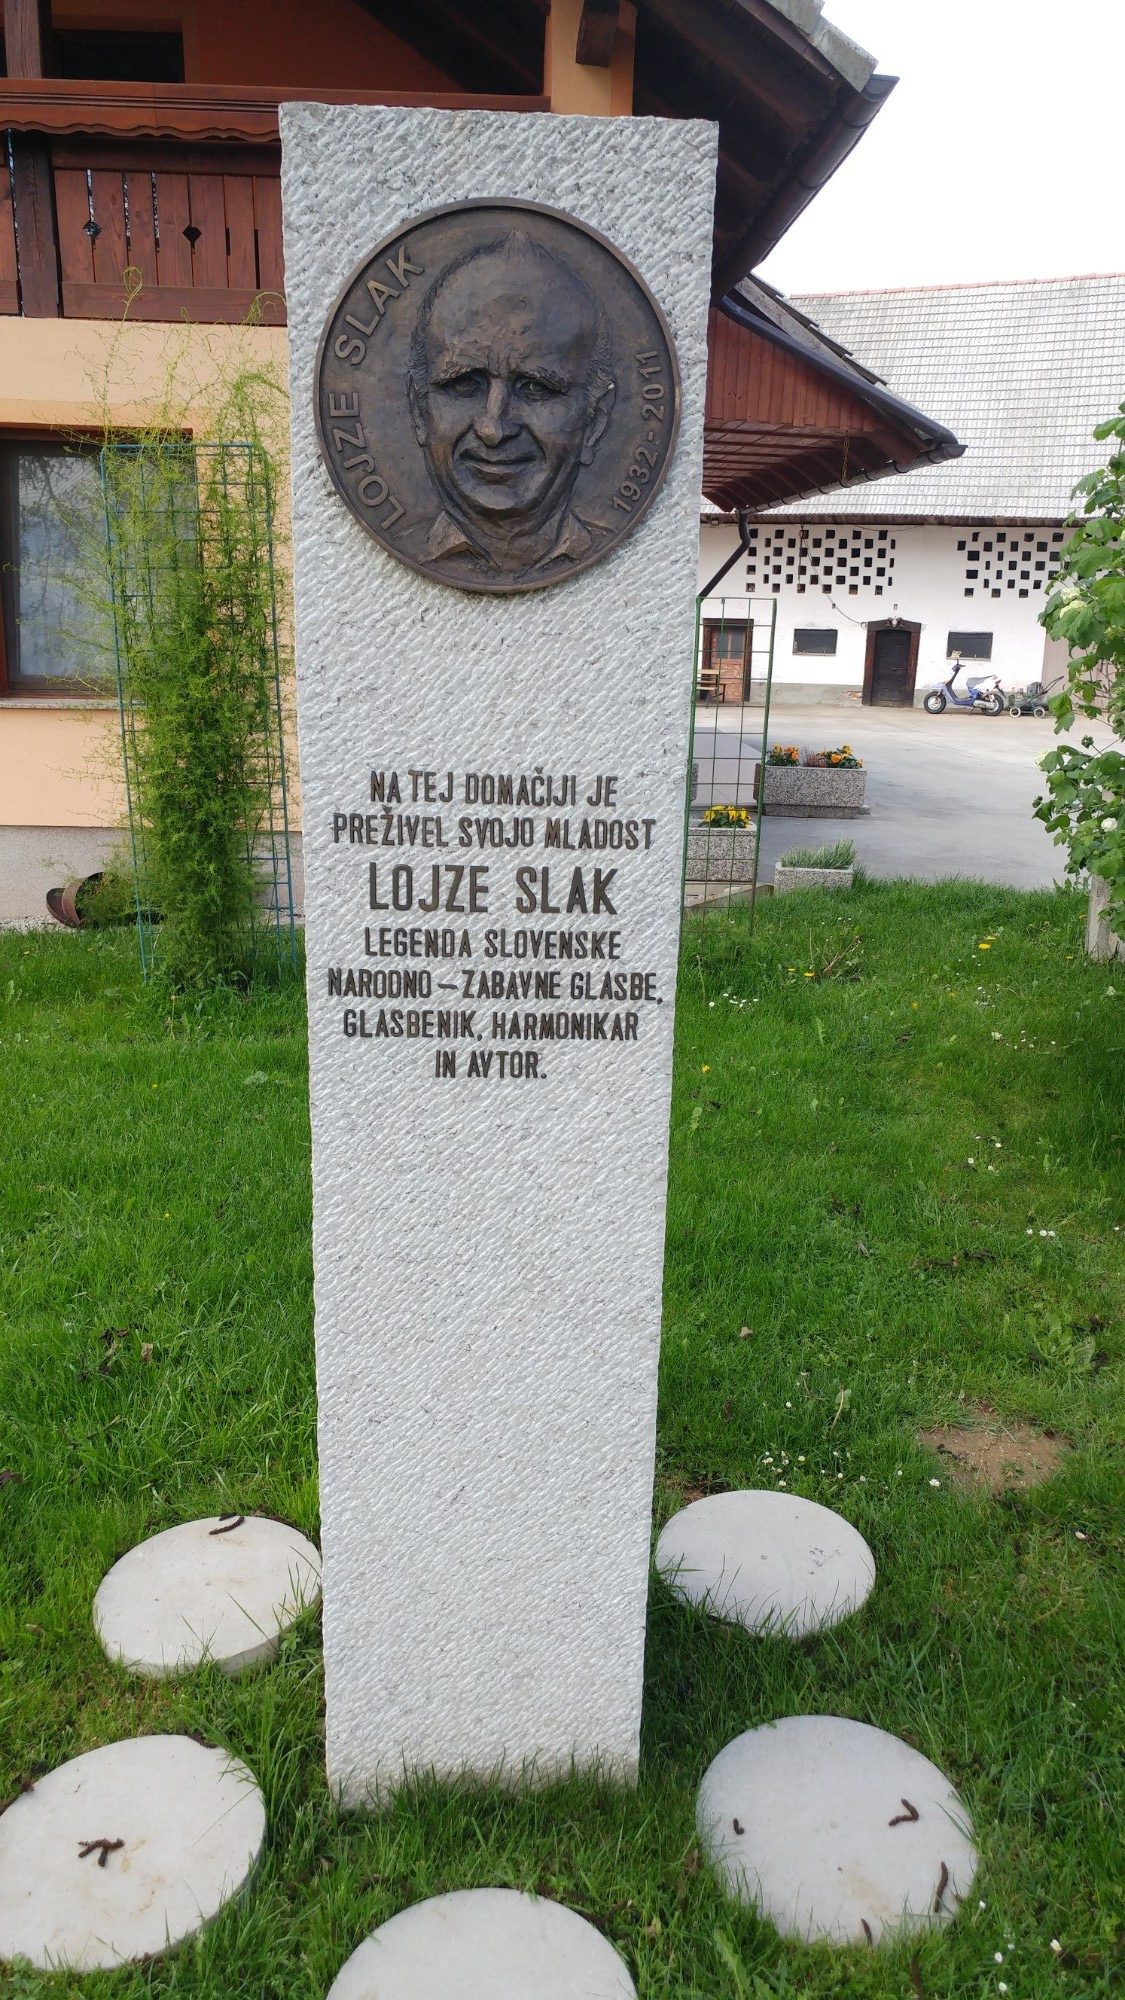 LOJZE SLAK
1932-2011
NA TEJ DOMAČIJI JE
PREŽIVEL SVOJO MLADOST
LOJZE SLAK
LEGENDA SLOVENSKE
NARODNO-ZABAVNE GLASBE,
GLASBENIK, HARMONIKAR
IN AVTOR.